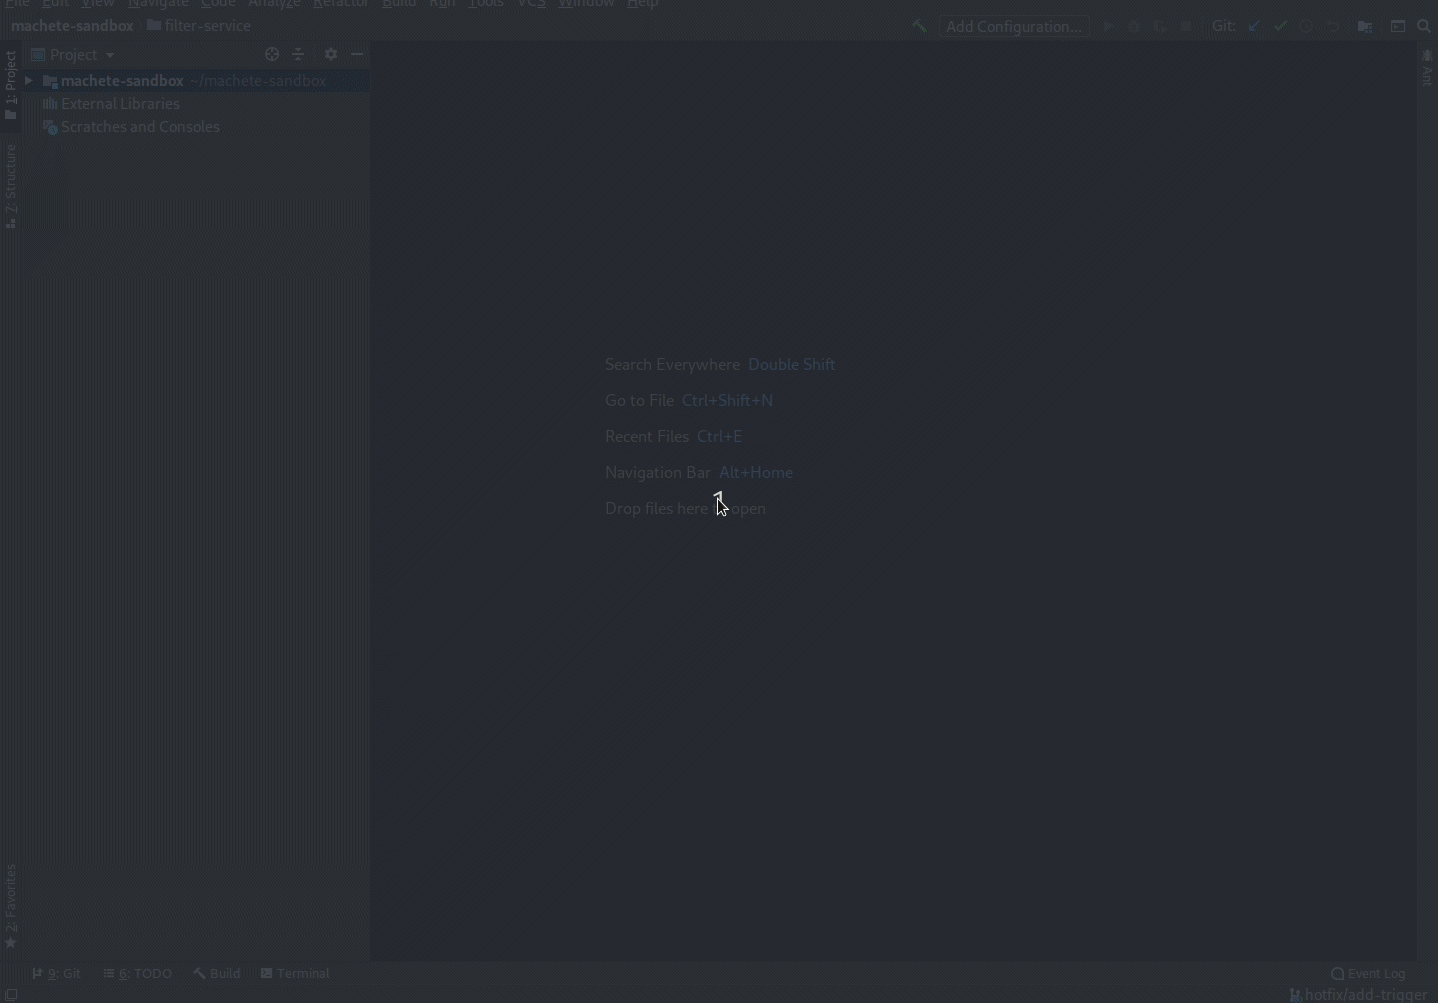 File Edit View Navigate Code Analyze Refactor Build Run Tools VCS Window Help
machete-sandbox filter-service Add Configuration... Git:
Project
1: Project
machete-sandbox ~/machete-sandbox
External Libraries
Scratches and Consoles
Ant
Z: Structure
Search Everywhere Double Shift
Go to File Ctrl+Shift+N
Recent Files Ctrl+E
Navigation Bar Alt+Home
Drop files here open
2: Favorites
9: Git 6: TODO Build Terminal Event Log
hotfix/add-trigger